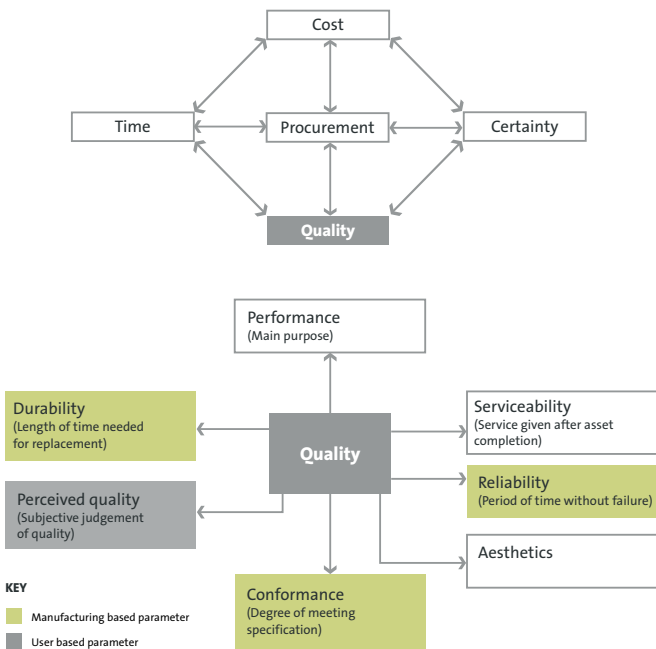 Cost
Time
Procurement
Certainty
Quality
Performance
(Main purpose)
Durability
(Length of time needed
for replacement)
Quality
Serviceability
(Service given after asset
completion)
Perceived quality
(Subjective judgement
of quality)
Reliability
(Period of time without failure)
Aesthetics
Conformance
(Degree of meeting
specification)
KEY
Manufacturing based parameter
User based parameter